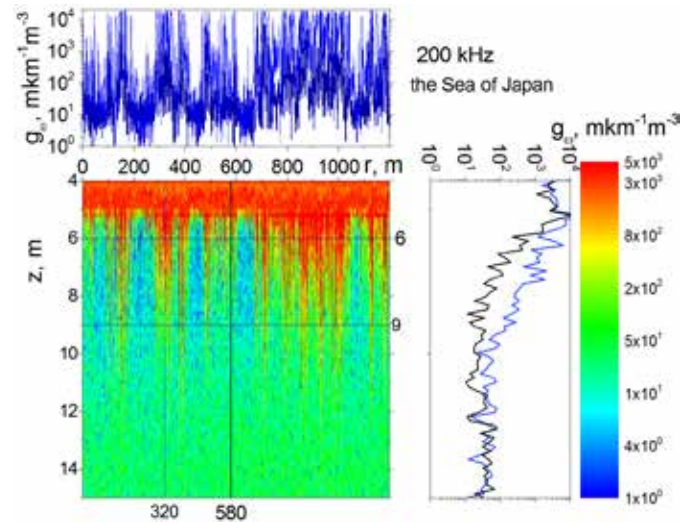 10⁴
10³
10²
10¹
10⁰
gω, mkm⁻¹m⁻³
0 200 400 600 800 1000 r, m
200 kHz
the Sea of Japan
4
6
8
10
12
14
z, m
6
9
320 580
10⁰ 10¹ 10² 10³ 10⁴
gω, mkm⁻¹m⁻³
5x10³
3x10³
8x10²
2x10²
5x10¹
1x10¹
4x10⁰
1x10⁰